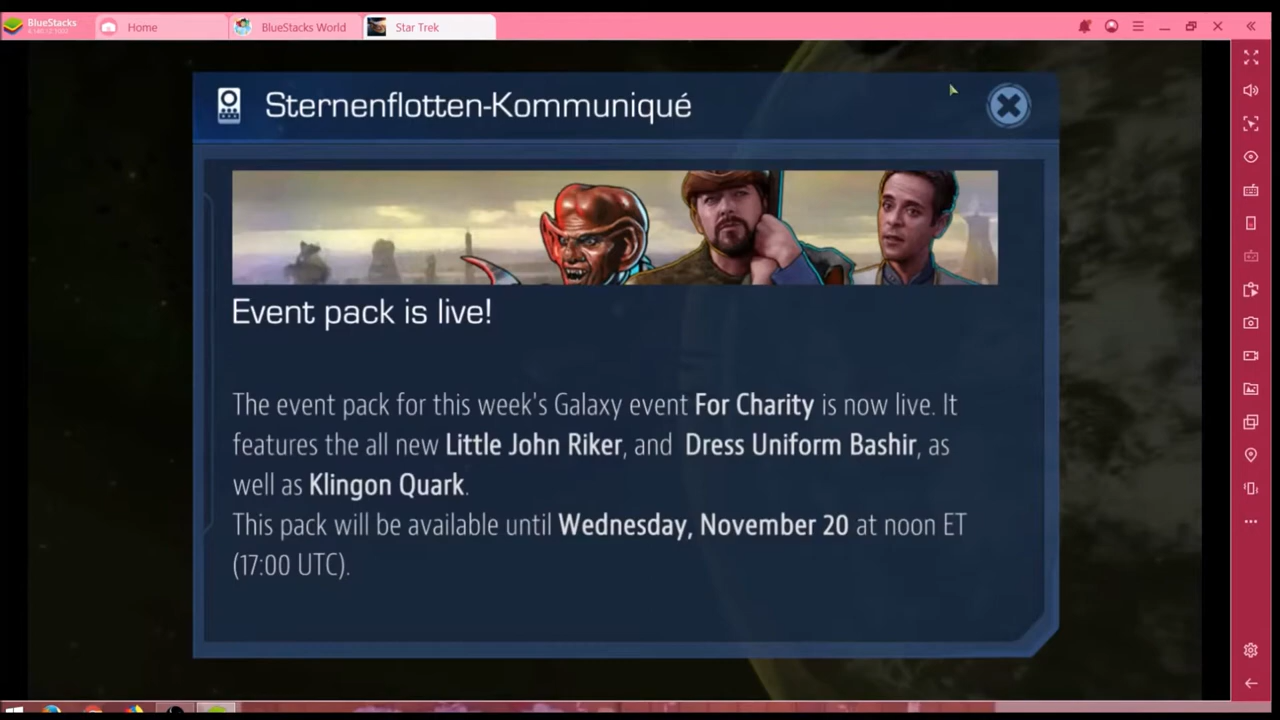 BlueStacks
Home
BlueStacks World
Star Trek
Sternenflotten-Kommuniqué
Event pack is live!
The event pack for this week's Galaxy event For Charity is now live. It
features the all new Little John Riker, and Dress Uniform Bashir, as
well as Klingon Quark.
This pack will be available until Wednesday, November 20 at noon ET
(17:00 UTC).